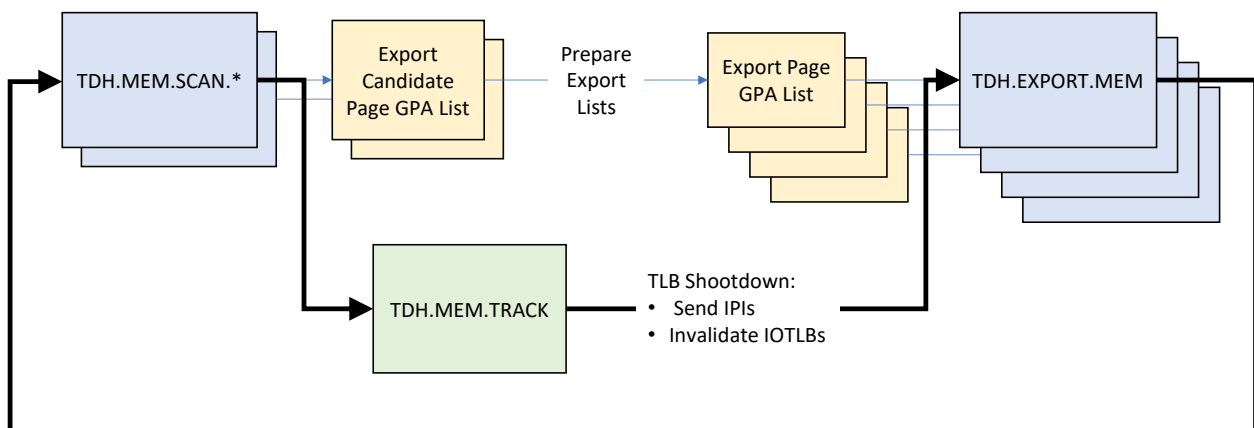 TDH.MEM.SCAN.*
Export
Candidate
Page GPA List
Prepare
Export
Lists
Export Page
GPA List
TDH.EXPORT.MEM
TDH.MEM.TRACK
TLB Shootdown:
• Send IPIs
• Invalidate IOTLBs